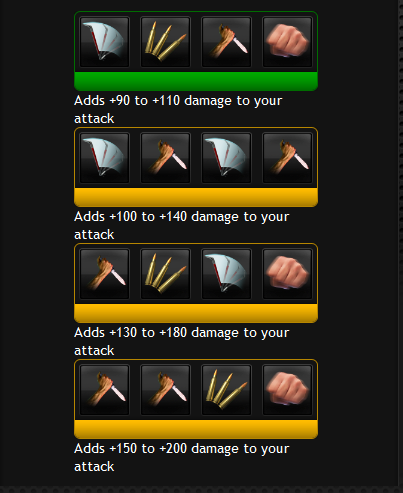 Adds +90 to +110 damage to your
attack
Adds +100 to +140 damage to your
attack
Adds +130 to +180 damage to your
attack
Adds +150 to +200 damage to your
attack